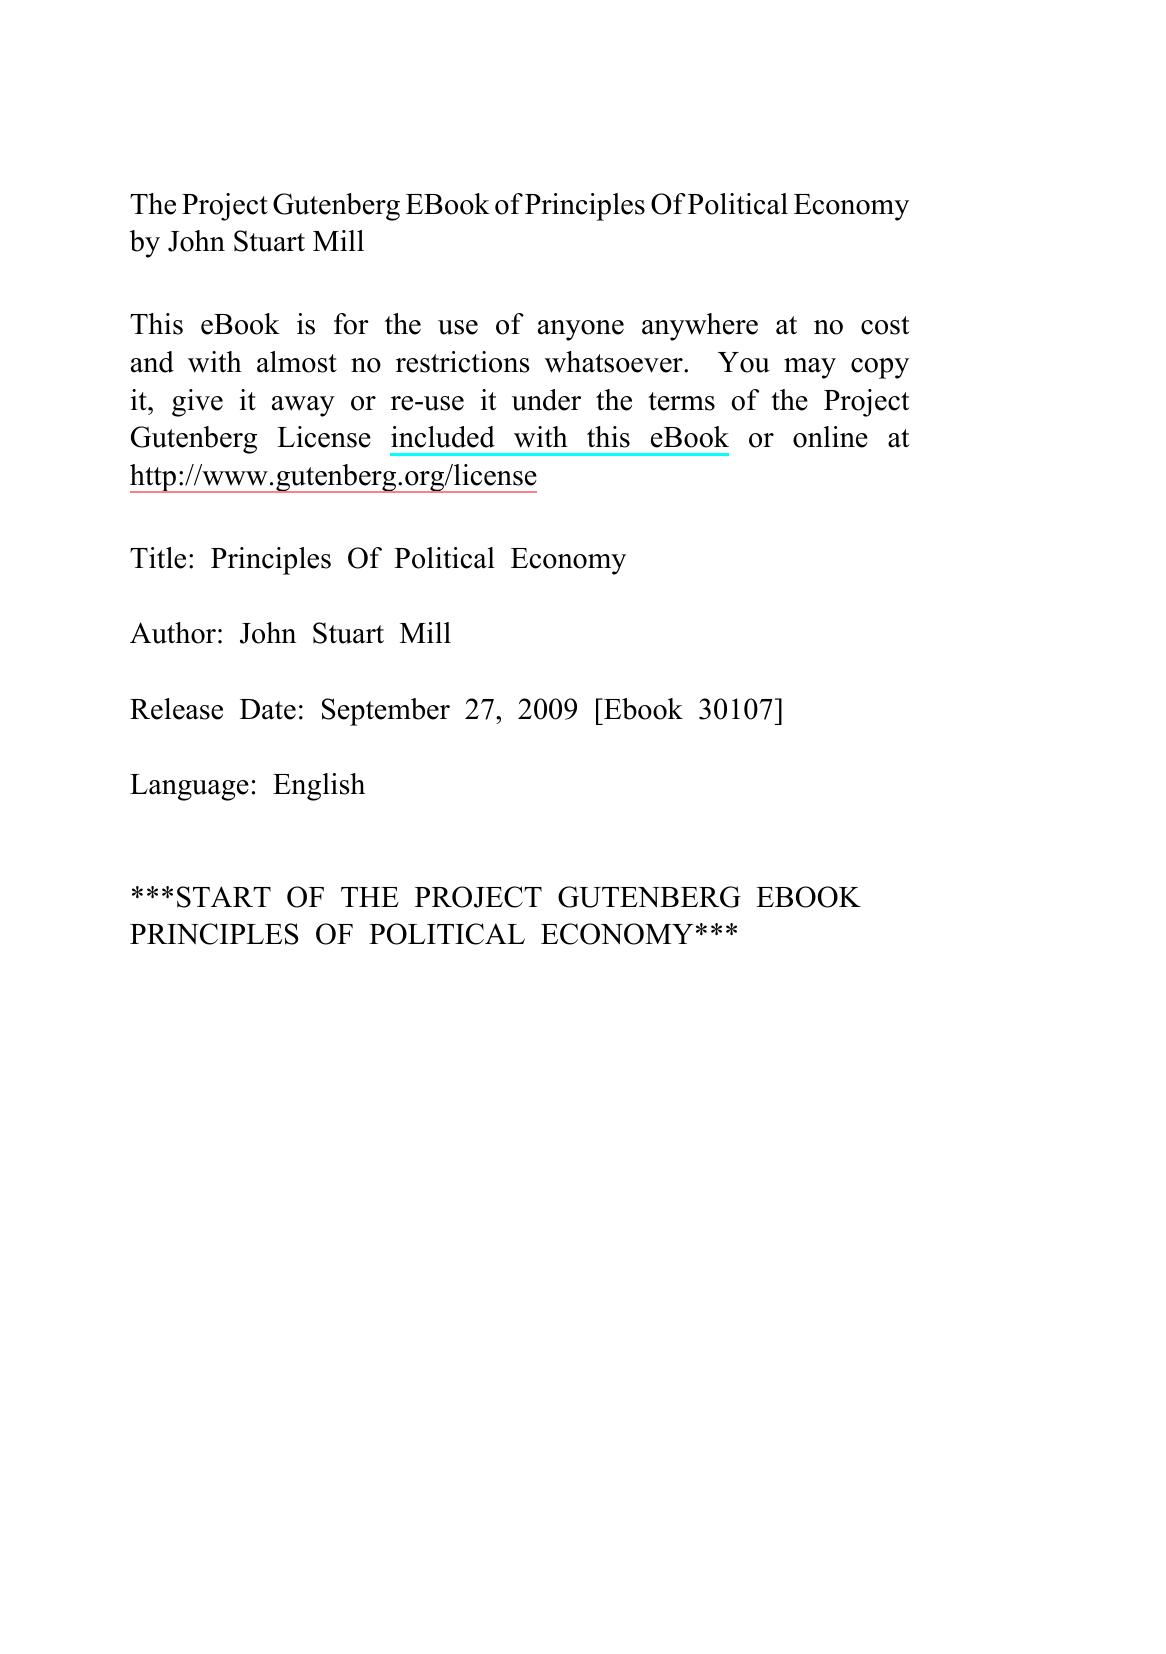 The Project Gutenberg EBook of Principles Of Political Economy
by John Stuart Mill
This eBook is for the use of anyone anywhere at no cost
and with almost no restrictions whatsoever. You may copy
it, give it away or re-use it under the terms of the Project
Gutenberg License included with this eBook or online at
http://www.gutenberg.org/license
Title: Principles Of Political Economy
Author: John Stuart Mill
Release Date: September 27, 2009 [Ebook 30107]
Language: English
***START OF THE PROJECT GUTENBERG EBOOK
PRINCIPLES OF POLITICAL ECONOMY***